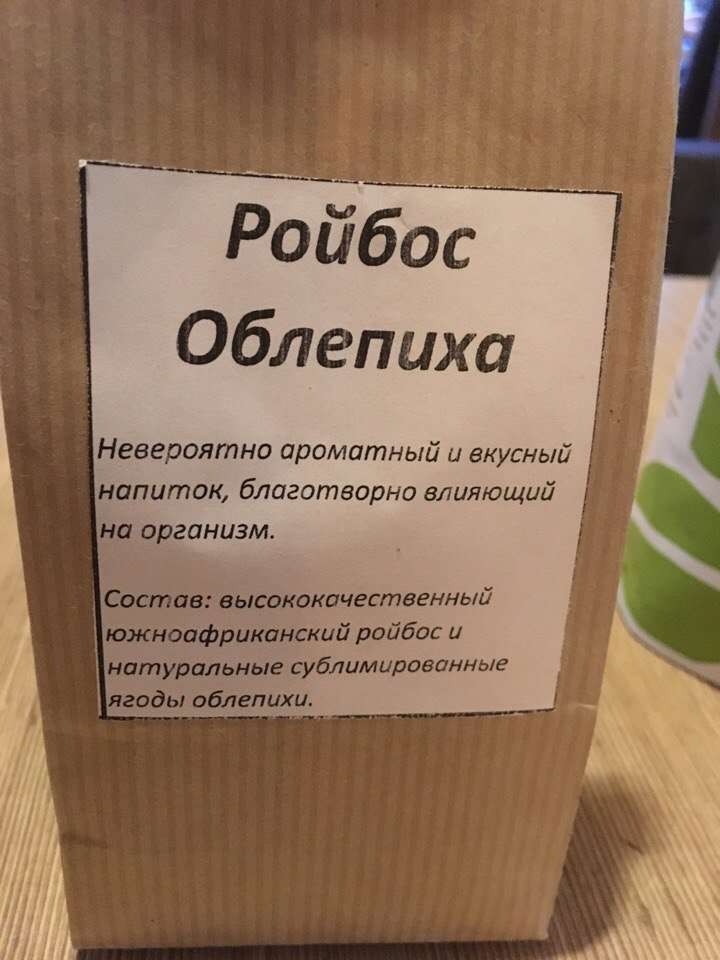 Ройбос
Облепиха
Невероятно ароматный и вкусный
напиток, благотворно влияющий
на организм.
Состав: высококачественный
южноафриканский ройбос и
натуральные сублимированные
ягоды облепихи.